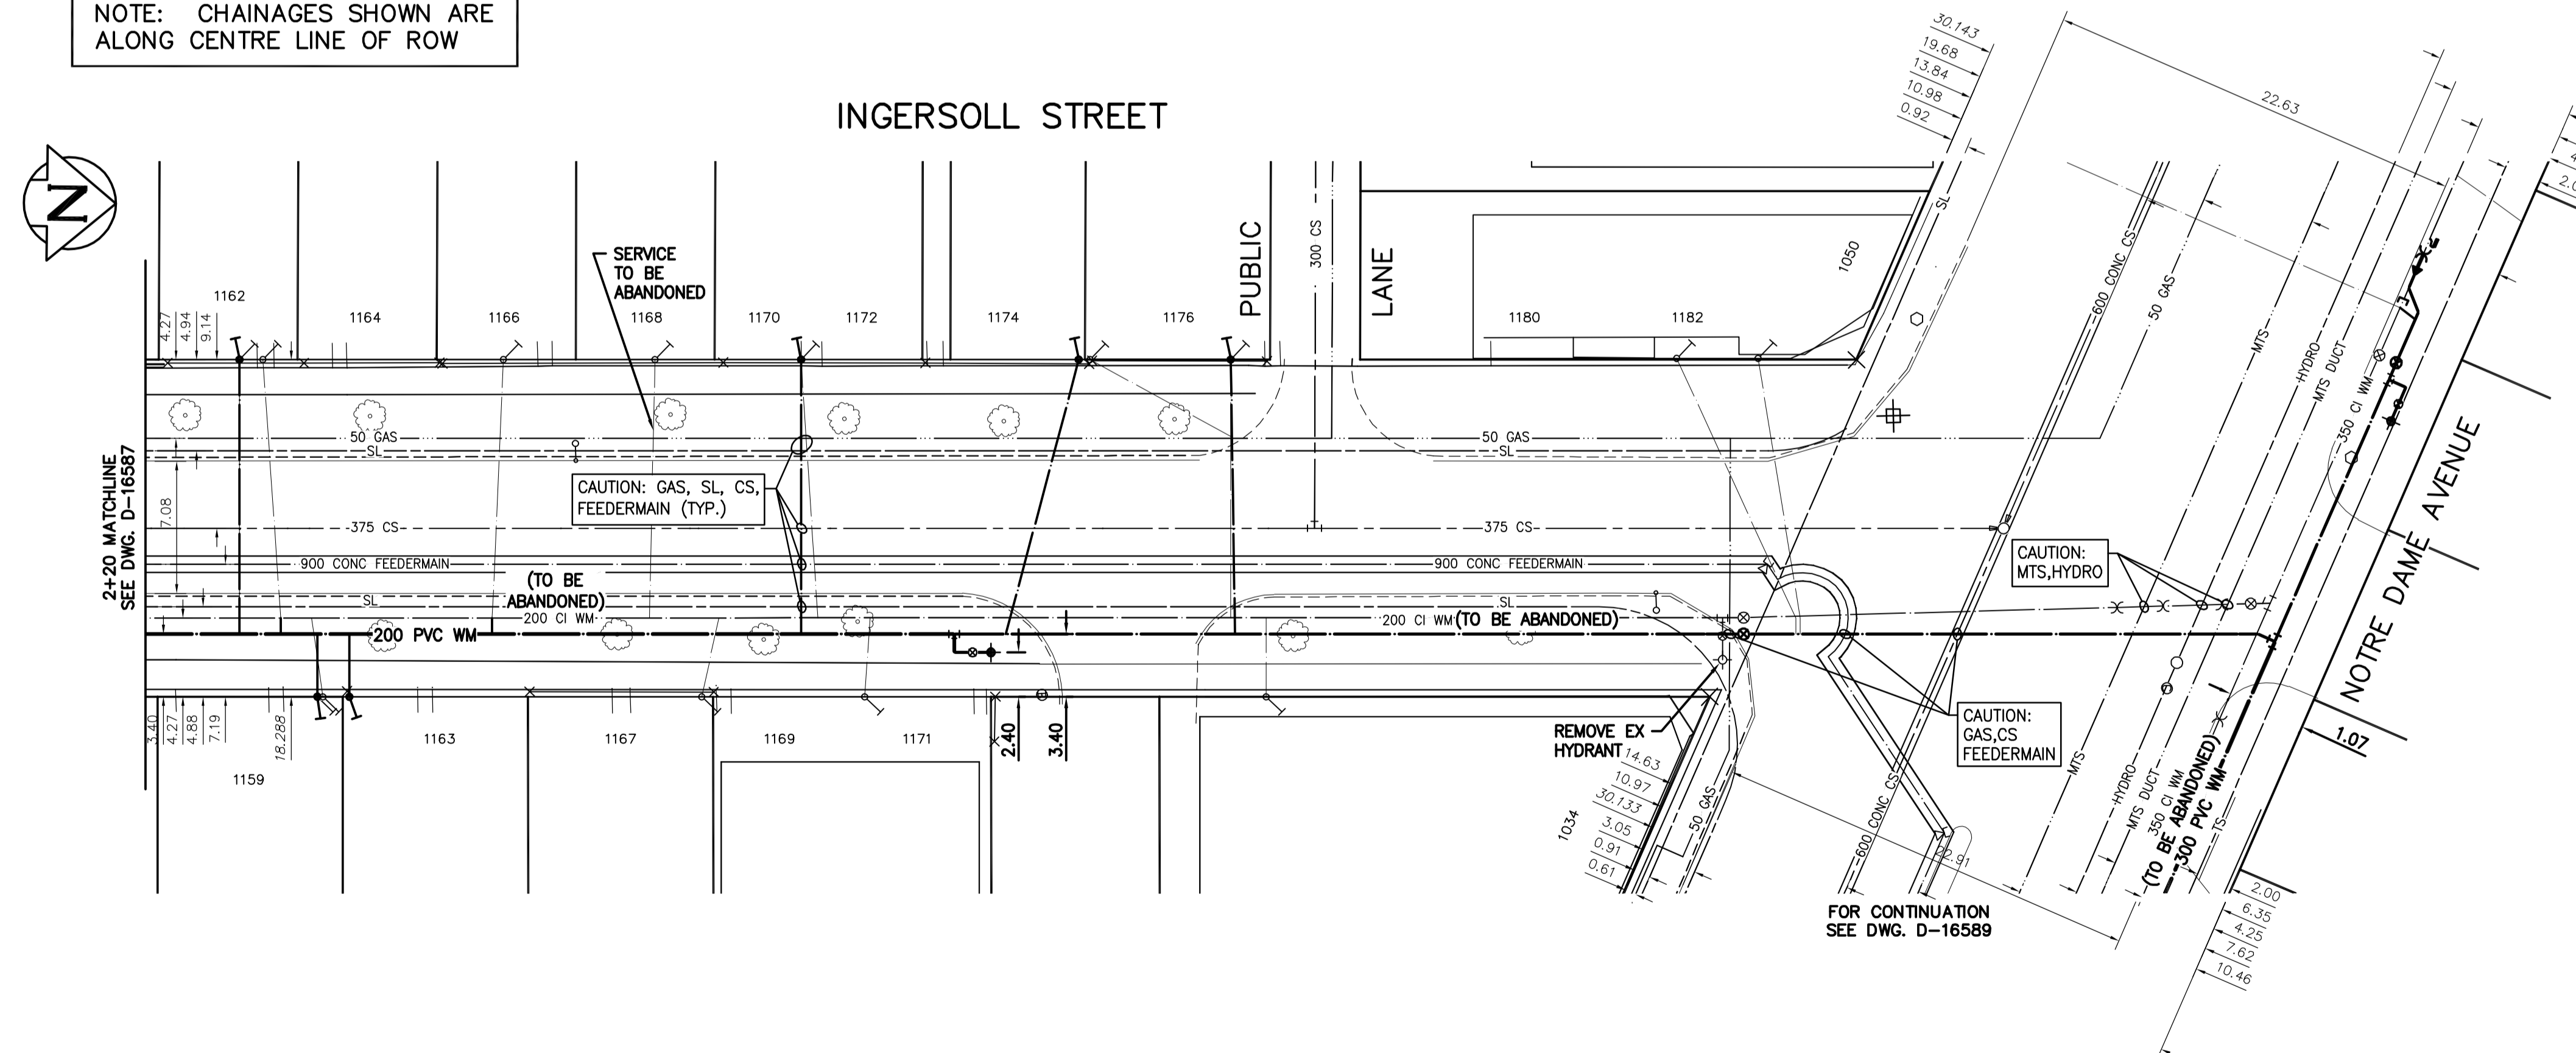 NOTE: CHAINAGES SHOWN ARE
ALONG CENTRE LINE OF ROW
INGERSOLL STREET
N
30.143
19.68
13.84
10.98
0.92
22.63
SERVICE
TO BE
ABANDONED
PUBLIC
LANE
300 CS
1050
SL
600 CONC CS
50 GAS
MTS
HYDRO
MTS DUCT
350 CI WM
1162
1164
1166
1168
1170
1172
1174
1176
1180
1182
4.27
4.94
9.14
50 GAS
SL
50 GAS
SL
2+20 MATCHLINE
SEE DWG. D-16587
7.08
CAUTION: GAS, SL, CS,
FEEDERMAIN (TYP.)
375 CS
375 CS
900 CONC FEEDERMAIN
900 CONC FEEDERMAIN
(TO BE
ABANDONED)
SL
200 CI WM
SL
200 CI WM (TO BE ABANDONED)
200 PVC WM
CAUTION:
MTS,HYDRO
NOTRE DAME AVENUE
3.40
4.27
4.88
7.19
18.288
1159
1163
1167
1169
1171
2.40
3.40
REMOVE EX
HYDRANT
CAUTION:
GAS,CS
FEEDERMAIN
1.07
14.63
10.97
30.133
3.05
0.91
0.61
1034
50 GAS
600 CONC CS
22.91
MTS
HYDRO
MTS DUCT
350 CI WM
(TO BE ABANDONED)
300 PVC WM
FOR CONTINUATION
SEE DWG. D-16589
2.00
6.35
4.25
7.62
10.46